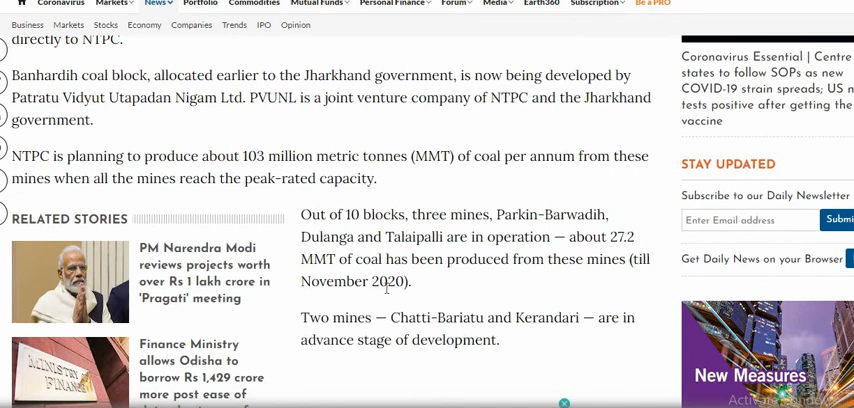 Coronavirus Markets News Portfolio Commodities Mutual Funds Personal Finance Forum Media Earth360 Subscription Be a PRO
Business Markets Stocks Economy Companies Trends IPO Opinion
directly to NTPC.
Banhardih coal block, allocated earlier to the Jharkhand government, is now being developed by
Patratu Vidyut Utapadan Nigam Ltd. PVUNL is a joint venture company of NTPC and the Jharkhand
government.
NTPC is planning to produce about 103 million metric tonnes (MMT) of coal per annum from these
mines when all the mines reach the peak-rated capacity.
RELATED STORIES
PM Narendra Modi
reviews projects worth
over Rs 1 lakh crore in
'Pragati' meeting
MINISTRY
FINANCE
Finance Ministry
allows Odisha to
borrow Rs 1,429 crore
more post ease of
Out of 10 blocks, three mines, Parkin-Barwadih,
Dulanga and Talaipalli are in operation — about 27.2
MMT of coal has been produced from these mines (till
November 2020).
Two mines — Chatti-Bariatu and Kerandari — are in
advance stage of development.
Coronavirus Essential | Centre
states to follow SOPs as new
COVID-19 strain spreads; US n
tests positive after getting the
vaccine
STAY UPDATED
Subscribe to our Daily Newsletter
Enter Email address
Submi
Get Daily News on your Browser
New Measures
Activate